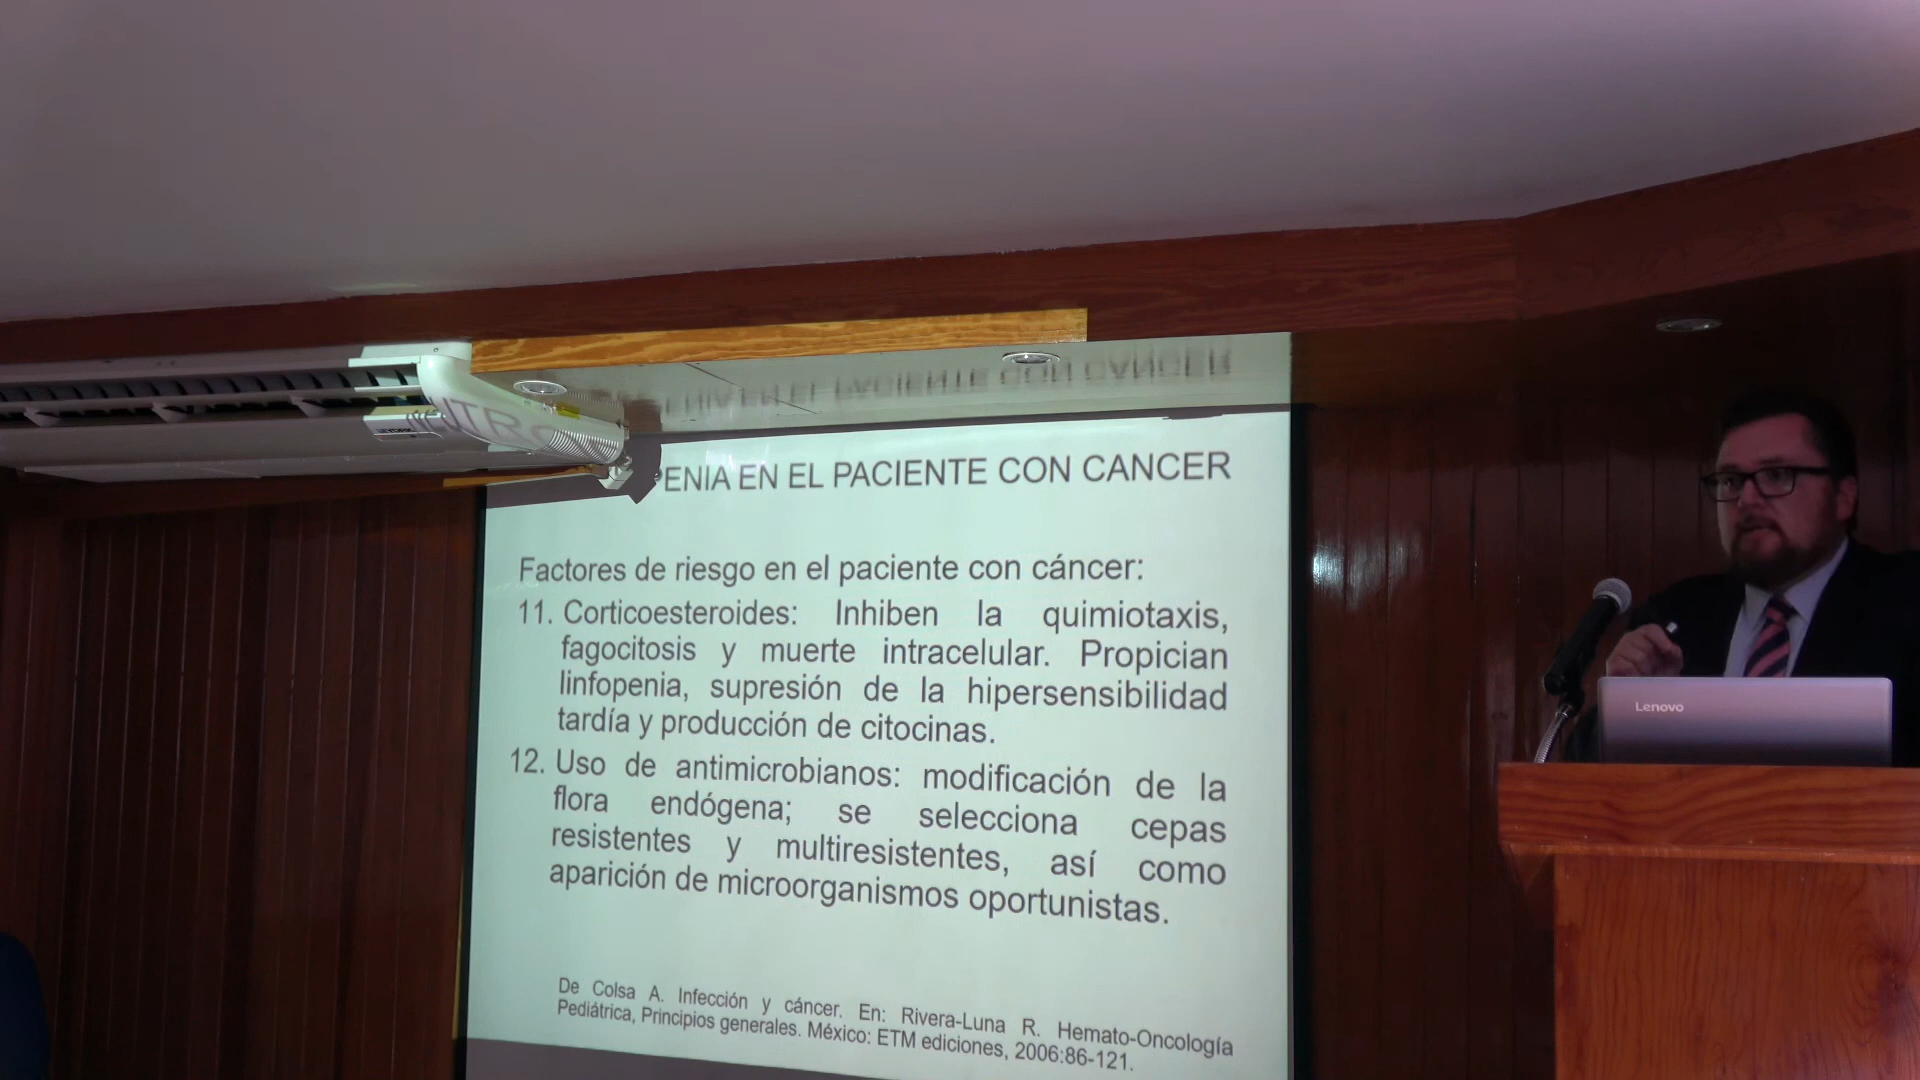 PENIA EN EL PACIENTE CON CANCER
Factores de riesgo en el paciente con cáncer:
11. Corticoesteroides: Inhiben la quimiotaxis,
fagocitosis y muerte intracelular. Propician
linfopenia, supresión de la hipersensibilidad
tardía y producción de citocinas.
12. Uso de antimicrobianos: modificación de la
flora endógena; se selecciona cepas
resistentes y multiresistentes, así como
aparición de microorganismos oportunistas.
De Colsa A. Infección y cáncer. En: Rivera-Luna R. Hemato-Oncología
Pediátrica, Principios generales. México: ETM ediciones, 2006:86-121.
Lenovo